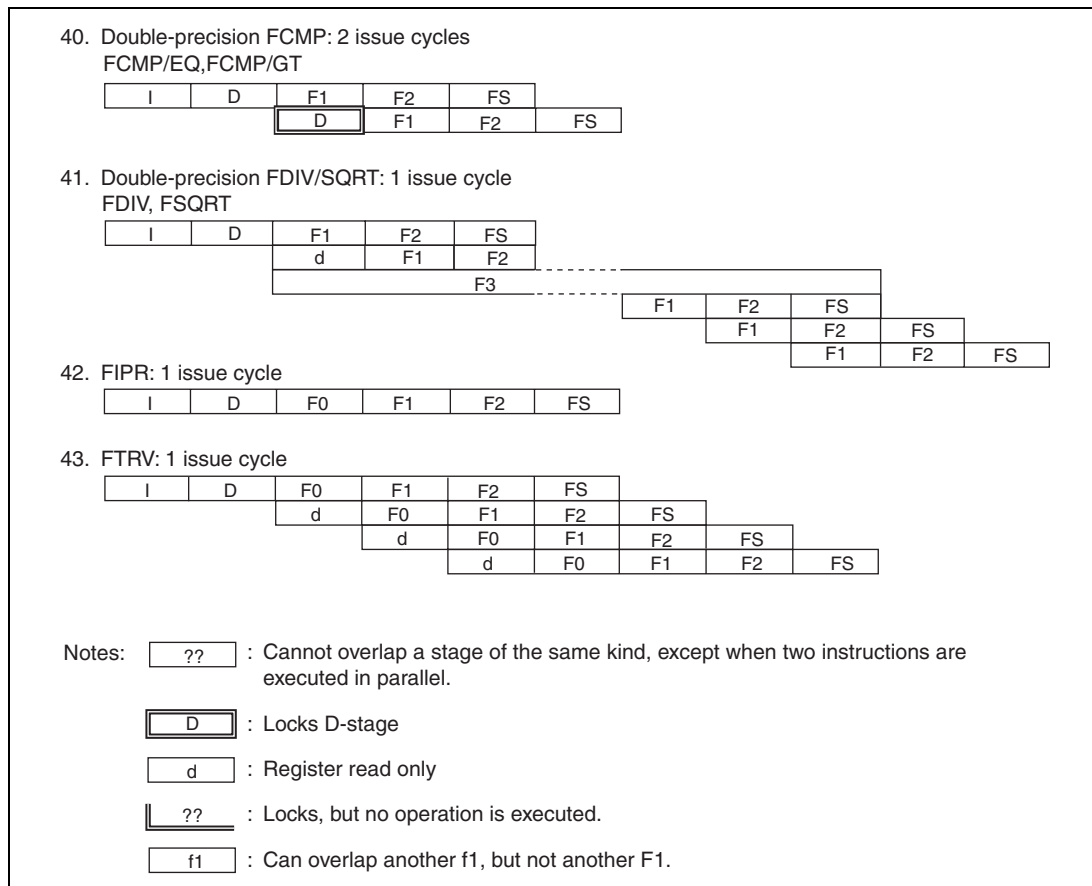 40. Double-precision FCMP: 2 issue cycles
FCMP/EQ,FCMP/GT
I D F1 F2 FS
D F1 F2 FS
41. Double-precision FDIV/SQRT: 1 issue cycle
FDIV, FSQRT
I D F1 F2 FS
d F1 F2
F3
F1 F2 FS
F1 F2 FS
F1 F2 FS
42. FIPR: 1 issue cycle
I D F0 F1 F2 FS
43. FTRV: 1 issue cycle
I D F0 F1 F2 FS
d F0 F1 F2 FS
d F0 F1 F2 FS
d F0 F1 F2 FS
Notes: ?? : Cannot overlap a stage of the same kind, except when two instructions are
executed in parallel.
D : Locks D-stage
d : Register read only
?? : Locks, but no operation is executed.
f1 : Can overlap another f1, but not another F1.